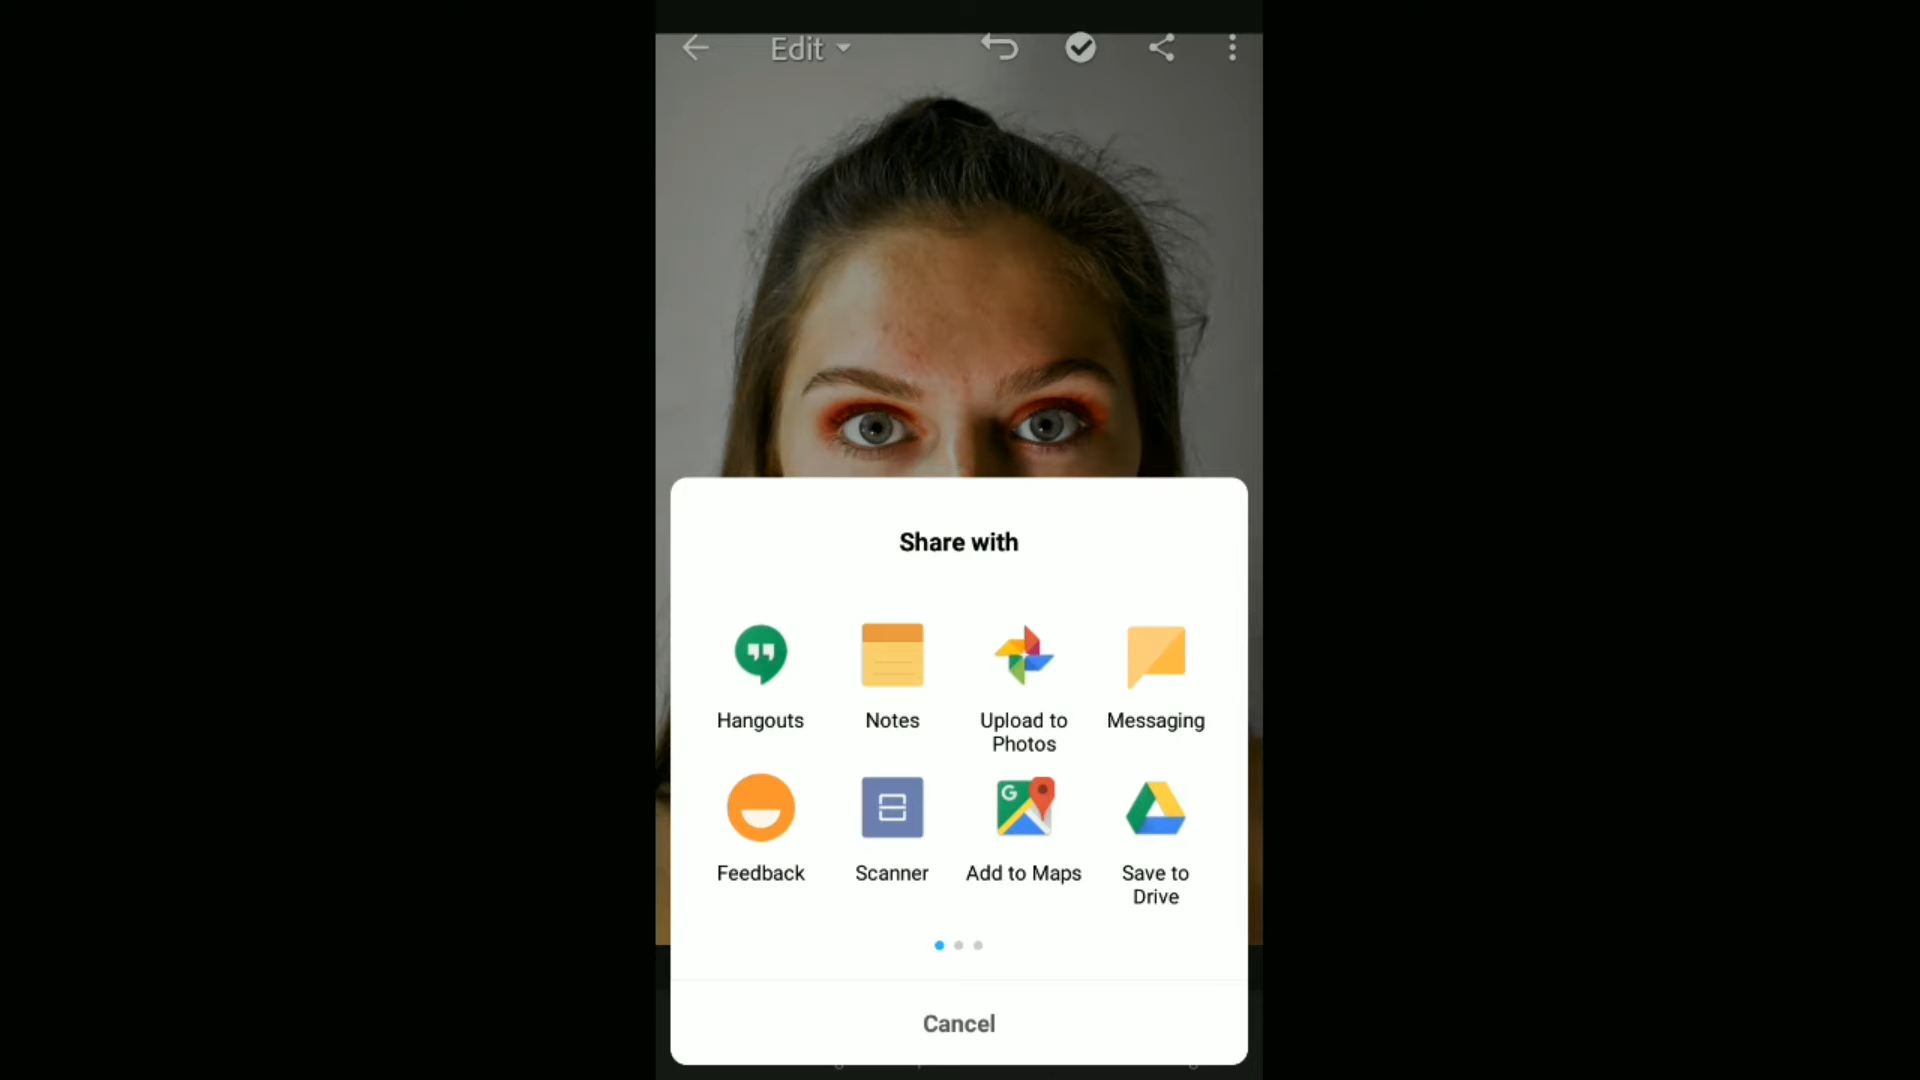 Edit
Share with
Hangouts
Notes
Upload to
Photos
Messaging
Feedback
Scanner
G
Add to Maps
Save to
Drive
Cancel